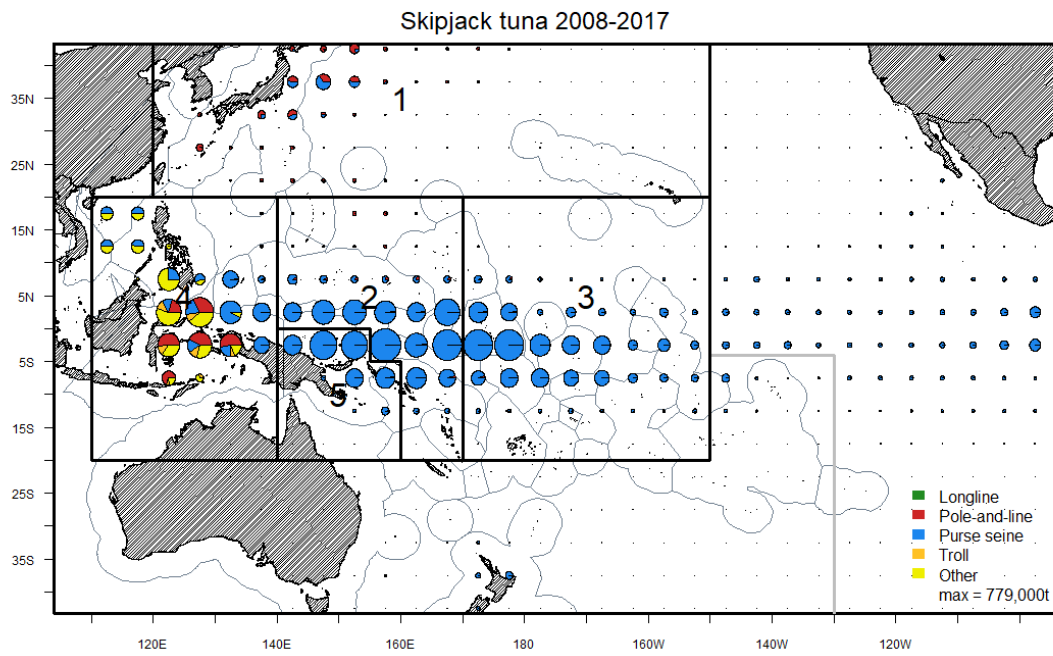 Skipjack tuna 2008-2017
35N
1
25N
15N
5N
4
2
3
5S
5
15S
25S
35S
Longline
Pole-and-line
Purse seine
Troll
Other
max = 779,000t
120E
140E
160E
180
160W
140W
120W